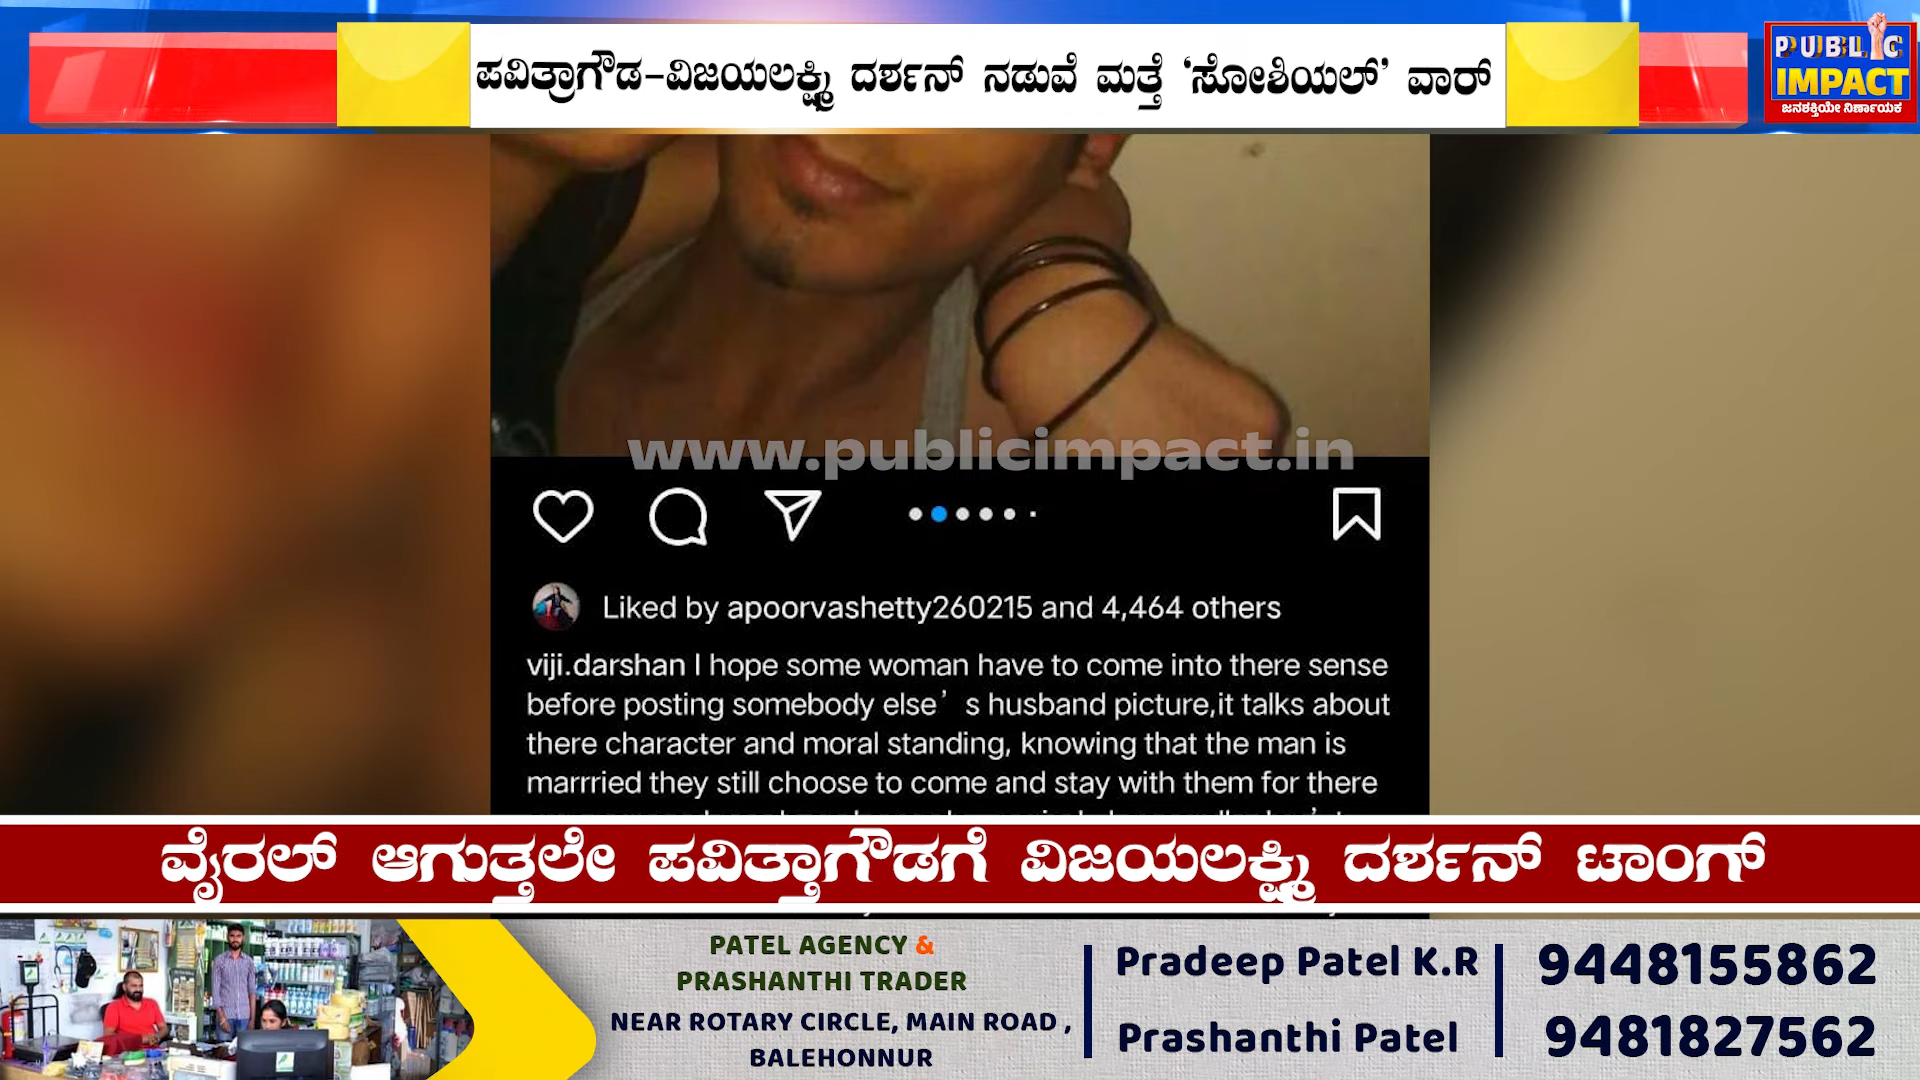 ಪವಿತ್ರಾಗೌಡ-ವಿಜಯಲಕ್ಷ್ಮಿ ದರ್ಶನ್ ನಡುವೆ ಮತ್ತೆ ‘ಸೋಶಿಯಲ್’ ವಾರ್
PUBLIC
IMPACT
ಜನಶಕ್ತಿಯೇ ನಿರ್ಣಾಯಕ
www.publicimpact.in
Liked by apoorvashetty260215 and 4,464 others
viji.darshan I hope some woman have to come into there sense
before posting somebody else’s husband picture,it talks about
there character and moral standing, knowing that the man is
marrried they still choose to come and stay with them for there
ವೈರಲ್ ಆಗುತ್ತಲೇ ಪವಿತ್ರಾಗೌಡಗೆ ವಿಜಯಲಕ್ಷ್ಮಿ ದರ್ಶನ್ ಟಾಂಗ್
PATEL AGENCY &
PRASHANTHI TRADER
NEAR ROTARY CIRCLE, MAIN ROAD ,
BALEHONNUR
Pradeep Patel K.R
Prashanthi Patel
9448155862
9481827562